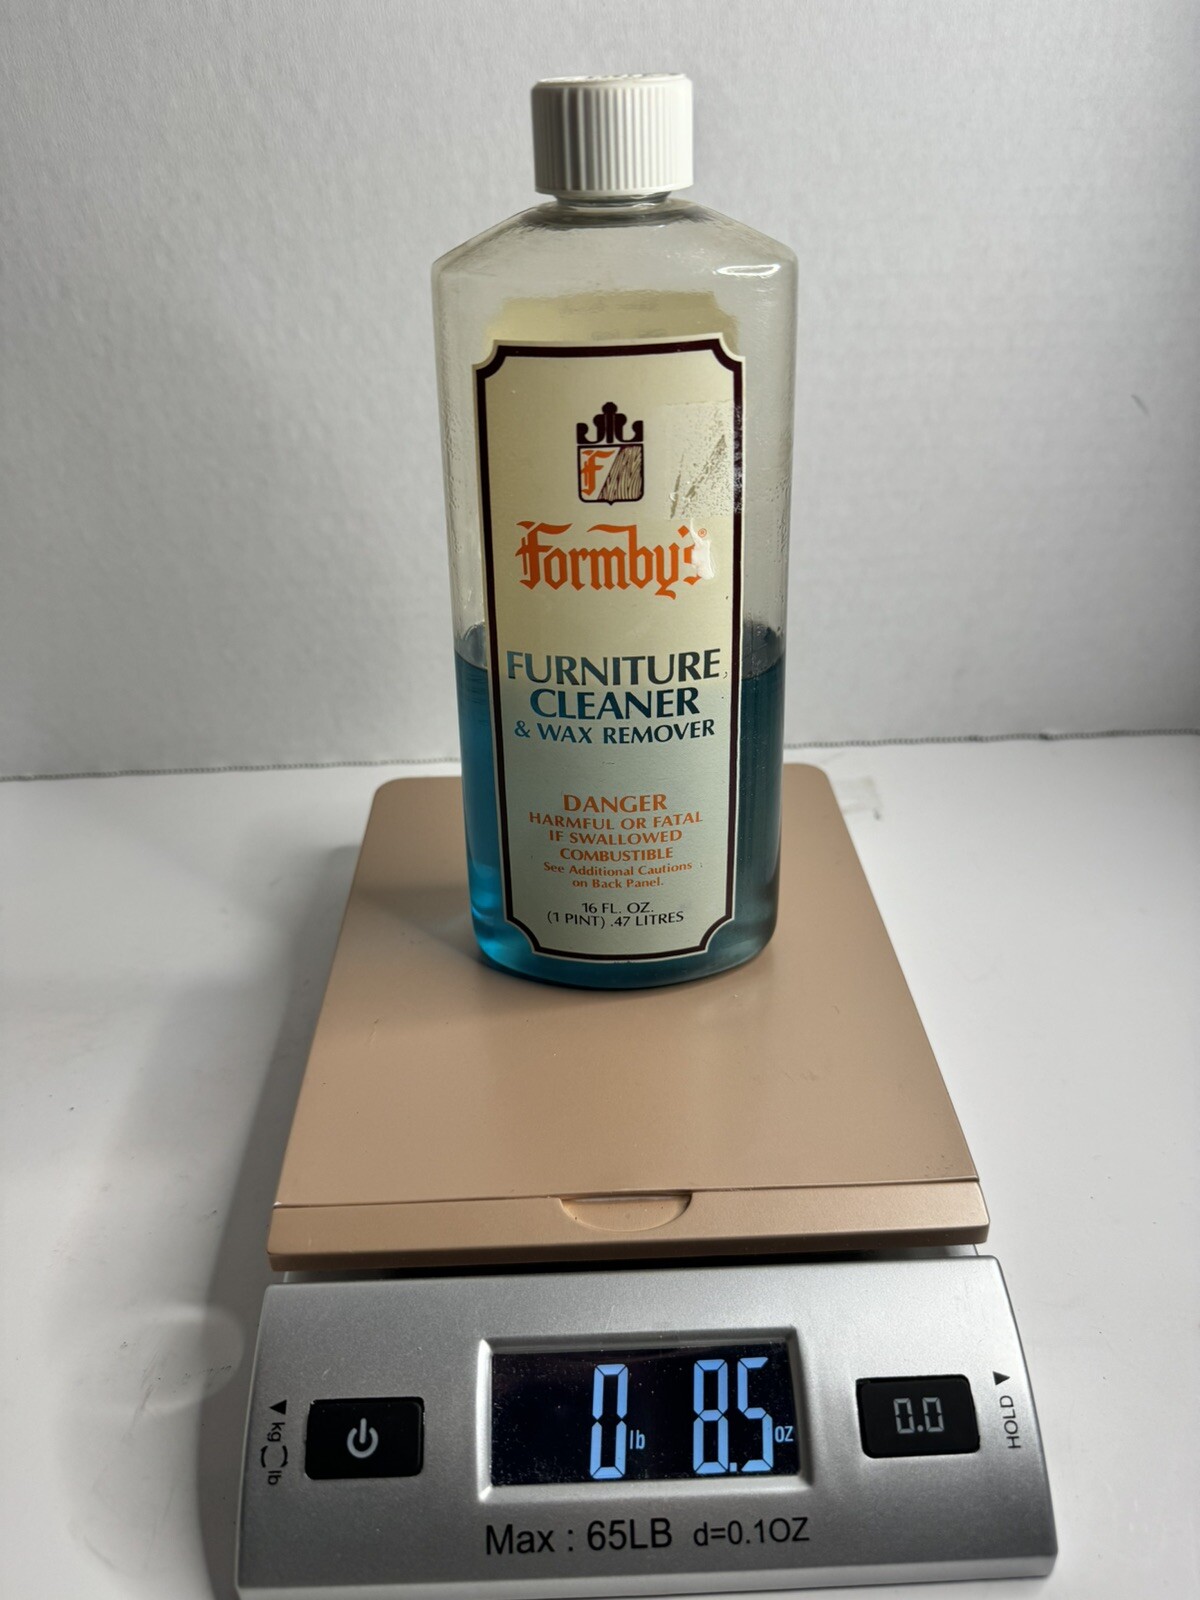 F
Formby's®
FURNITURE
CLEANER
& WAX REMOVER
DANGER
HARMFUL OR FATAL
IF SWALLOWED
COMBUSTIBLE
See Additional Cautions
on Back Panel.
16 FL. OZ.
(1 PINT) .47 LITRES
0 lb 8.5 oz
kg lb
0.0
HOLD
Max : 65LB d=0.1OZ